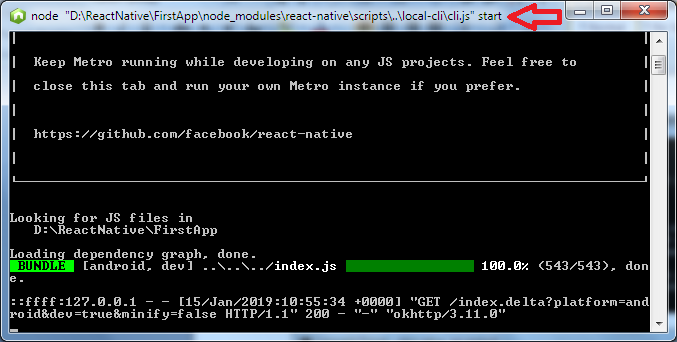 node "D:\ReactNative\FirstApp\node_modules\react-native\scripts\..\local-cli\cli.js" start
Keep Metro running while developing on any JS projects. Feel free to
close this tab and run your own Metro instance if you prefer.
https://github.com/facebook/react-native
Looking for JS files in
D:\ReactNative\FirstApp
Loading dependency graph, done.
BUNDLE [android, dev] ..\..\../index.js 100.0% (543/543), don
e.
::ffff:127.0.0.1 - - [15/Jan/2019:10:55:34 +0000] "GET /index.delta?platform=and
roid&dev=true&minify=false HTTP/1.1" 200 - "-" "okhttp/3.11.0"